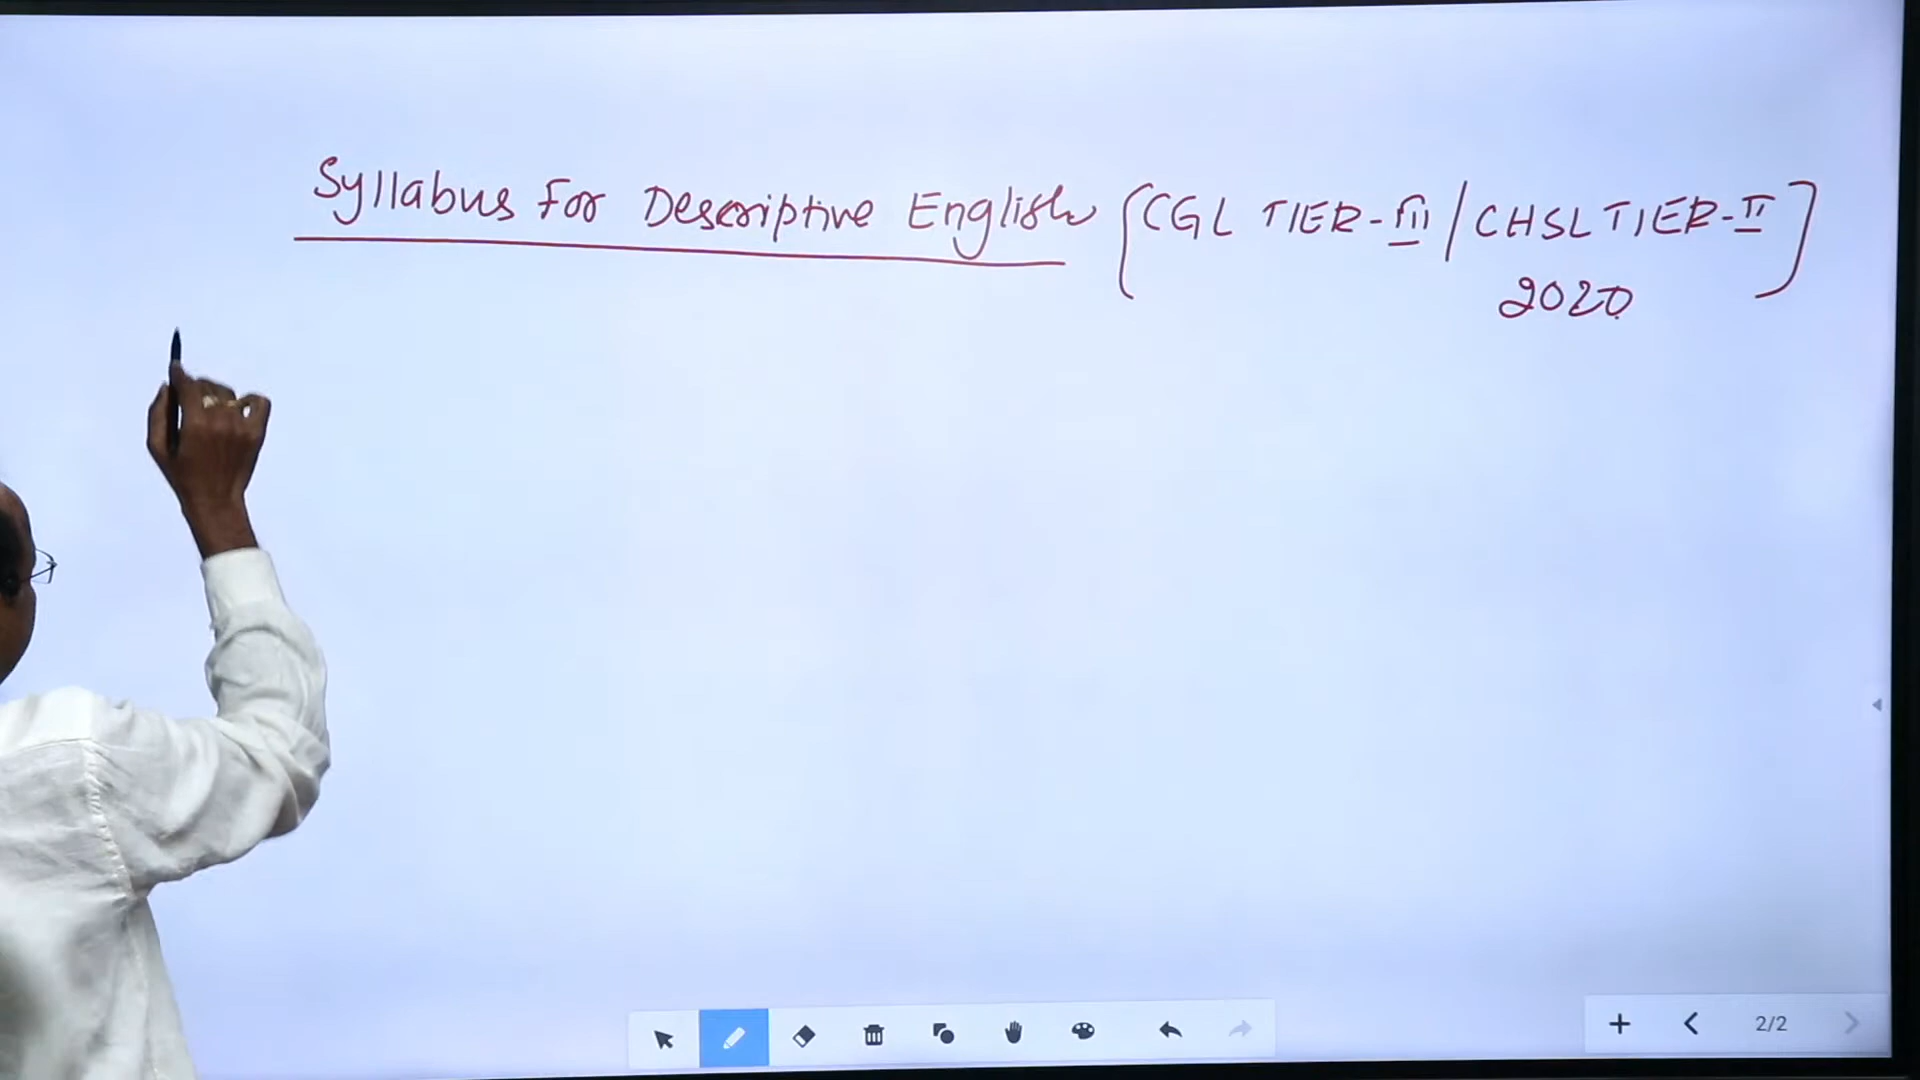 Syllabus For Descriptive English [CGL TIER-III / CHSL TIER-II]
2020
2/2